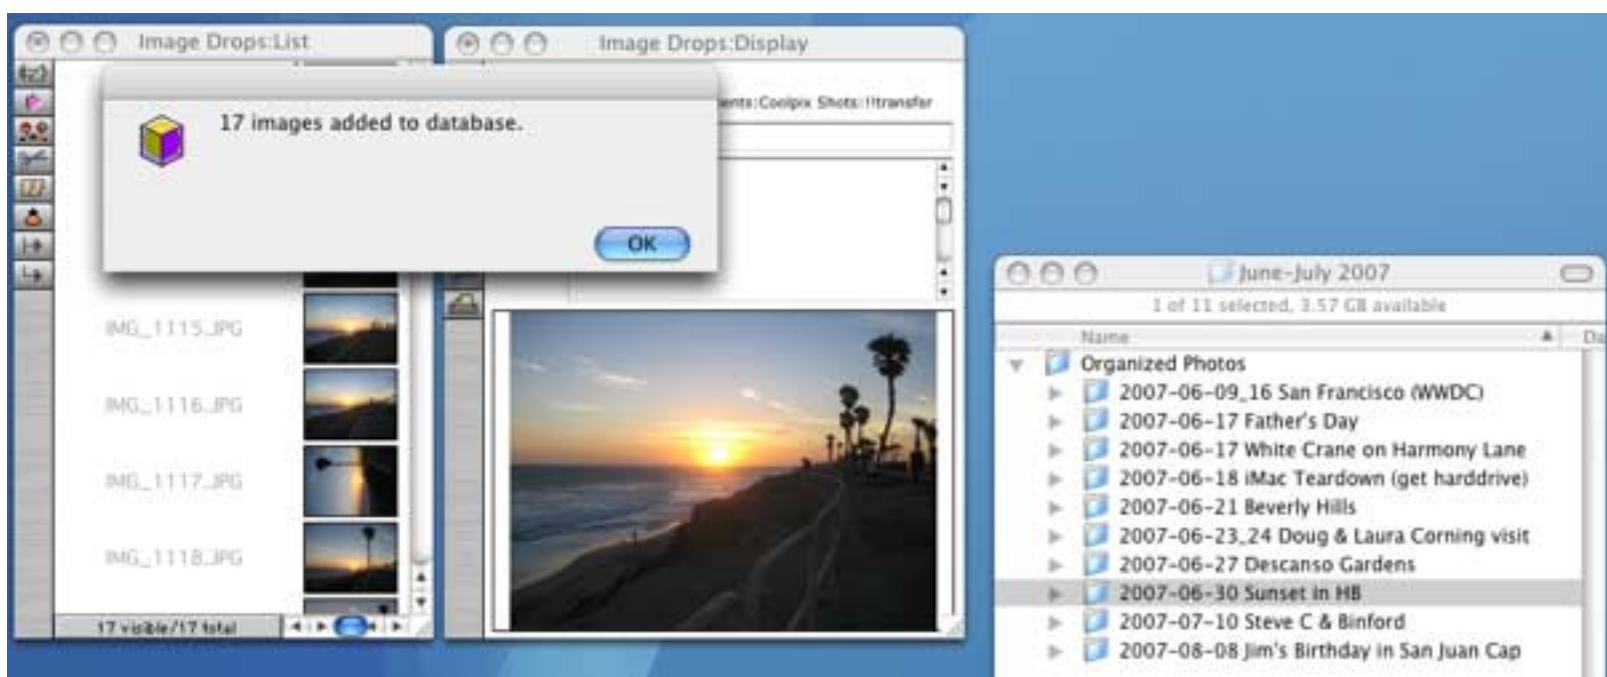 Image Drops:List
17 images added to database.
OK
IMG_1115.JPG
IMG_1116.JPG
IMG_1117.JPG
IMG_1118.JPG
17 visible/17 total
Image Drops:Display
ents:Coolpix Shots:!!transfer
June-July 2007
1 of 11 selected, 3.57 GB available
Name
Da
Organized Photos
2007-06-09_16 San Francisco (WWDC)
2007-06-17 Father's Day
2007-06-17 White Crane on Harmony Lane
2007-06-18 iMac Teardown (get harddrive)
2007-06-21 Beverly Hills
2007-06-23_24 Doug & Laura Corning visit
2007-06-27 Descanso Gardens
2007-06-30 Sunset in HB
2007-07-10 Steve C & Binford
2007-08-08 Jim's Birthday in San Juan Cap